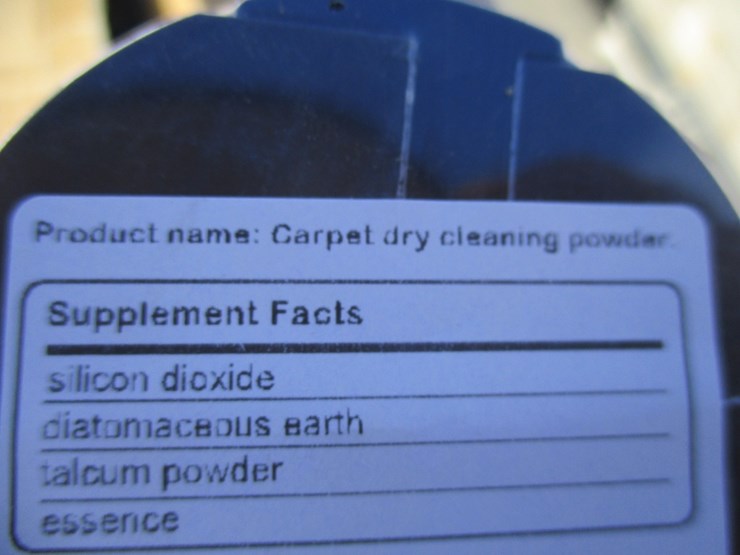 Product name: Carpet dry cleaning powder
Supplement Facts
silicon dioxide
diatomaceous earth
talcum powder
essence